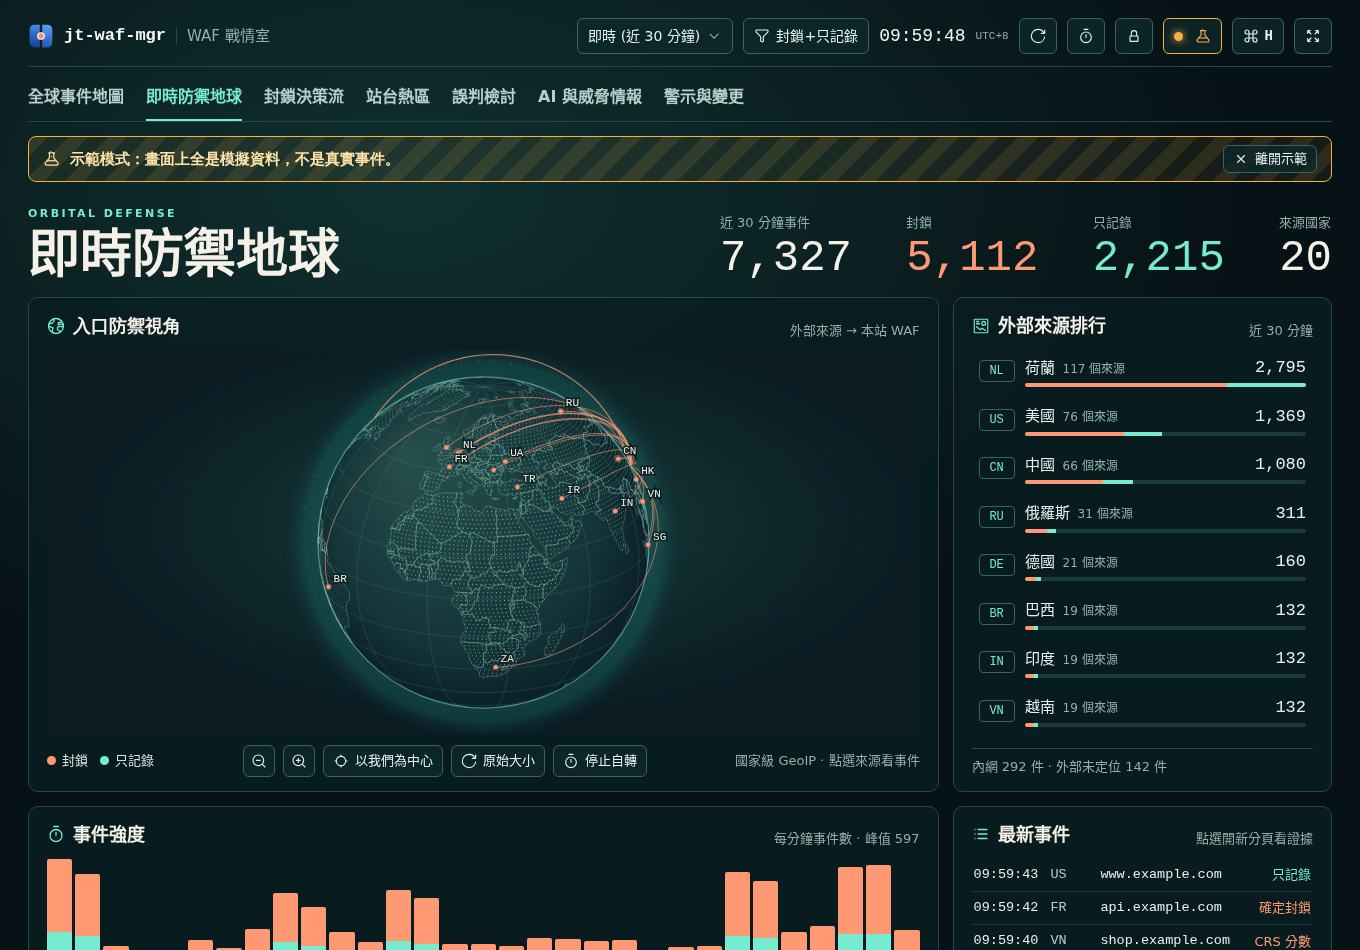 jt-waf-mgr WAF 戰情室 即時 (近 30 分鐘) 封鎖+只記錄 09:59:48 UTC+8 ⌘ H
全球事件地圖 即時防禦地球 封鎖決策流 站台熱區 誤判檢討 AI 與威脅情報 警示與變更
示範模式：畫面上全是模擬資料，不是真實事件。 離開示範
ORBITAL DEFENSE
即時防禦地球
近 30 分鐘事件 封鎖 只記錄 來源國家
7,327 5,112 2,215 20
入口防禦視角 外部來源 → 本站 WAF
RU
NL
FR
UA
CN
HK
TR
IR
VN
IN
SG
BR
ZA
封鎖 只記錄 以我們為中心 原始大小 停止自轉 國家級 GeoIP · 點選來源看事件
外部來源排行 近 30 分鐘
NL 荷蘭 117 個來源 2,795
US 美國 76 個來源 1,369
CN 中國 66 個來源 1,080
RU 俄羅斯 31 個來源 311
DE 德國 21 個來源 160
BR 巴西 19 個來源 132
IN 印度 19 個來源 132
VN 越南 19 個來源 132
內網 292 件 · 外部未定位 142 件
事件強度 每分鐘事件數 · 峰值 597
最新事件 點選開新分頁看證據
09:59:43 US www.example.com 只記錄
09:59:42 FR api.example.com 確定封鎖
09:59:40 VN shop.example.com CRS 分數